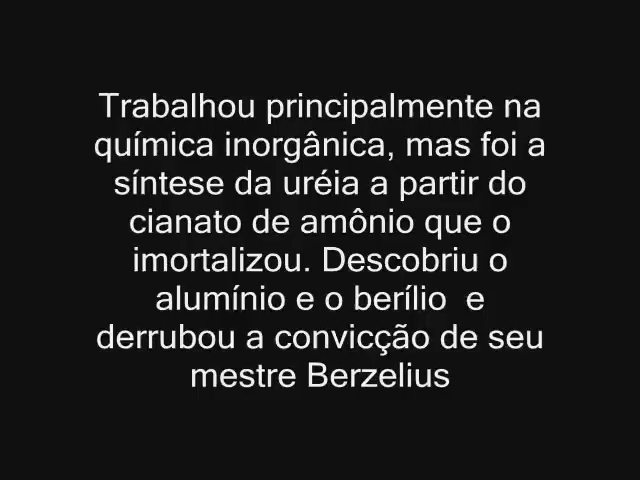 Trabalhou principalmente na
química inorgânica, mas foi a
síntese da uréia a partir do
cianato de amônio que o
imortalizou. Descobriu o
alumínio e o berílio  e
derrubou a convicção de seu
mestre Berzelius